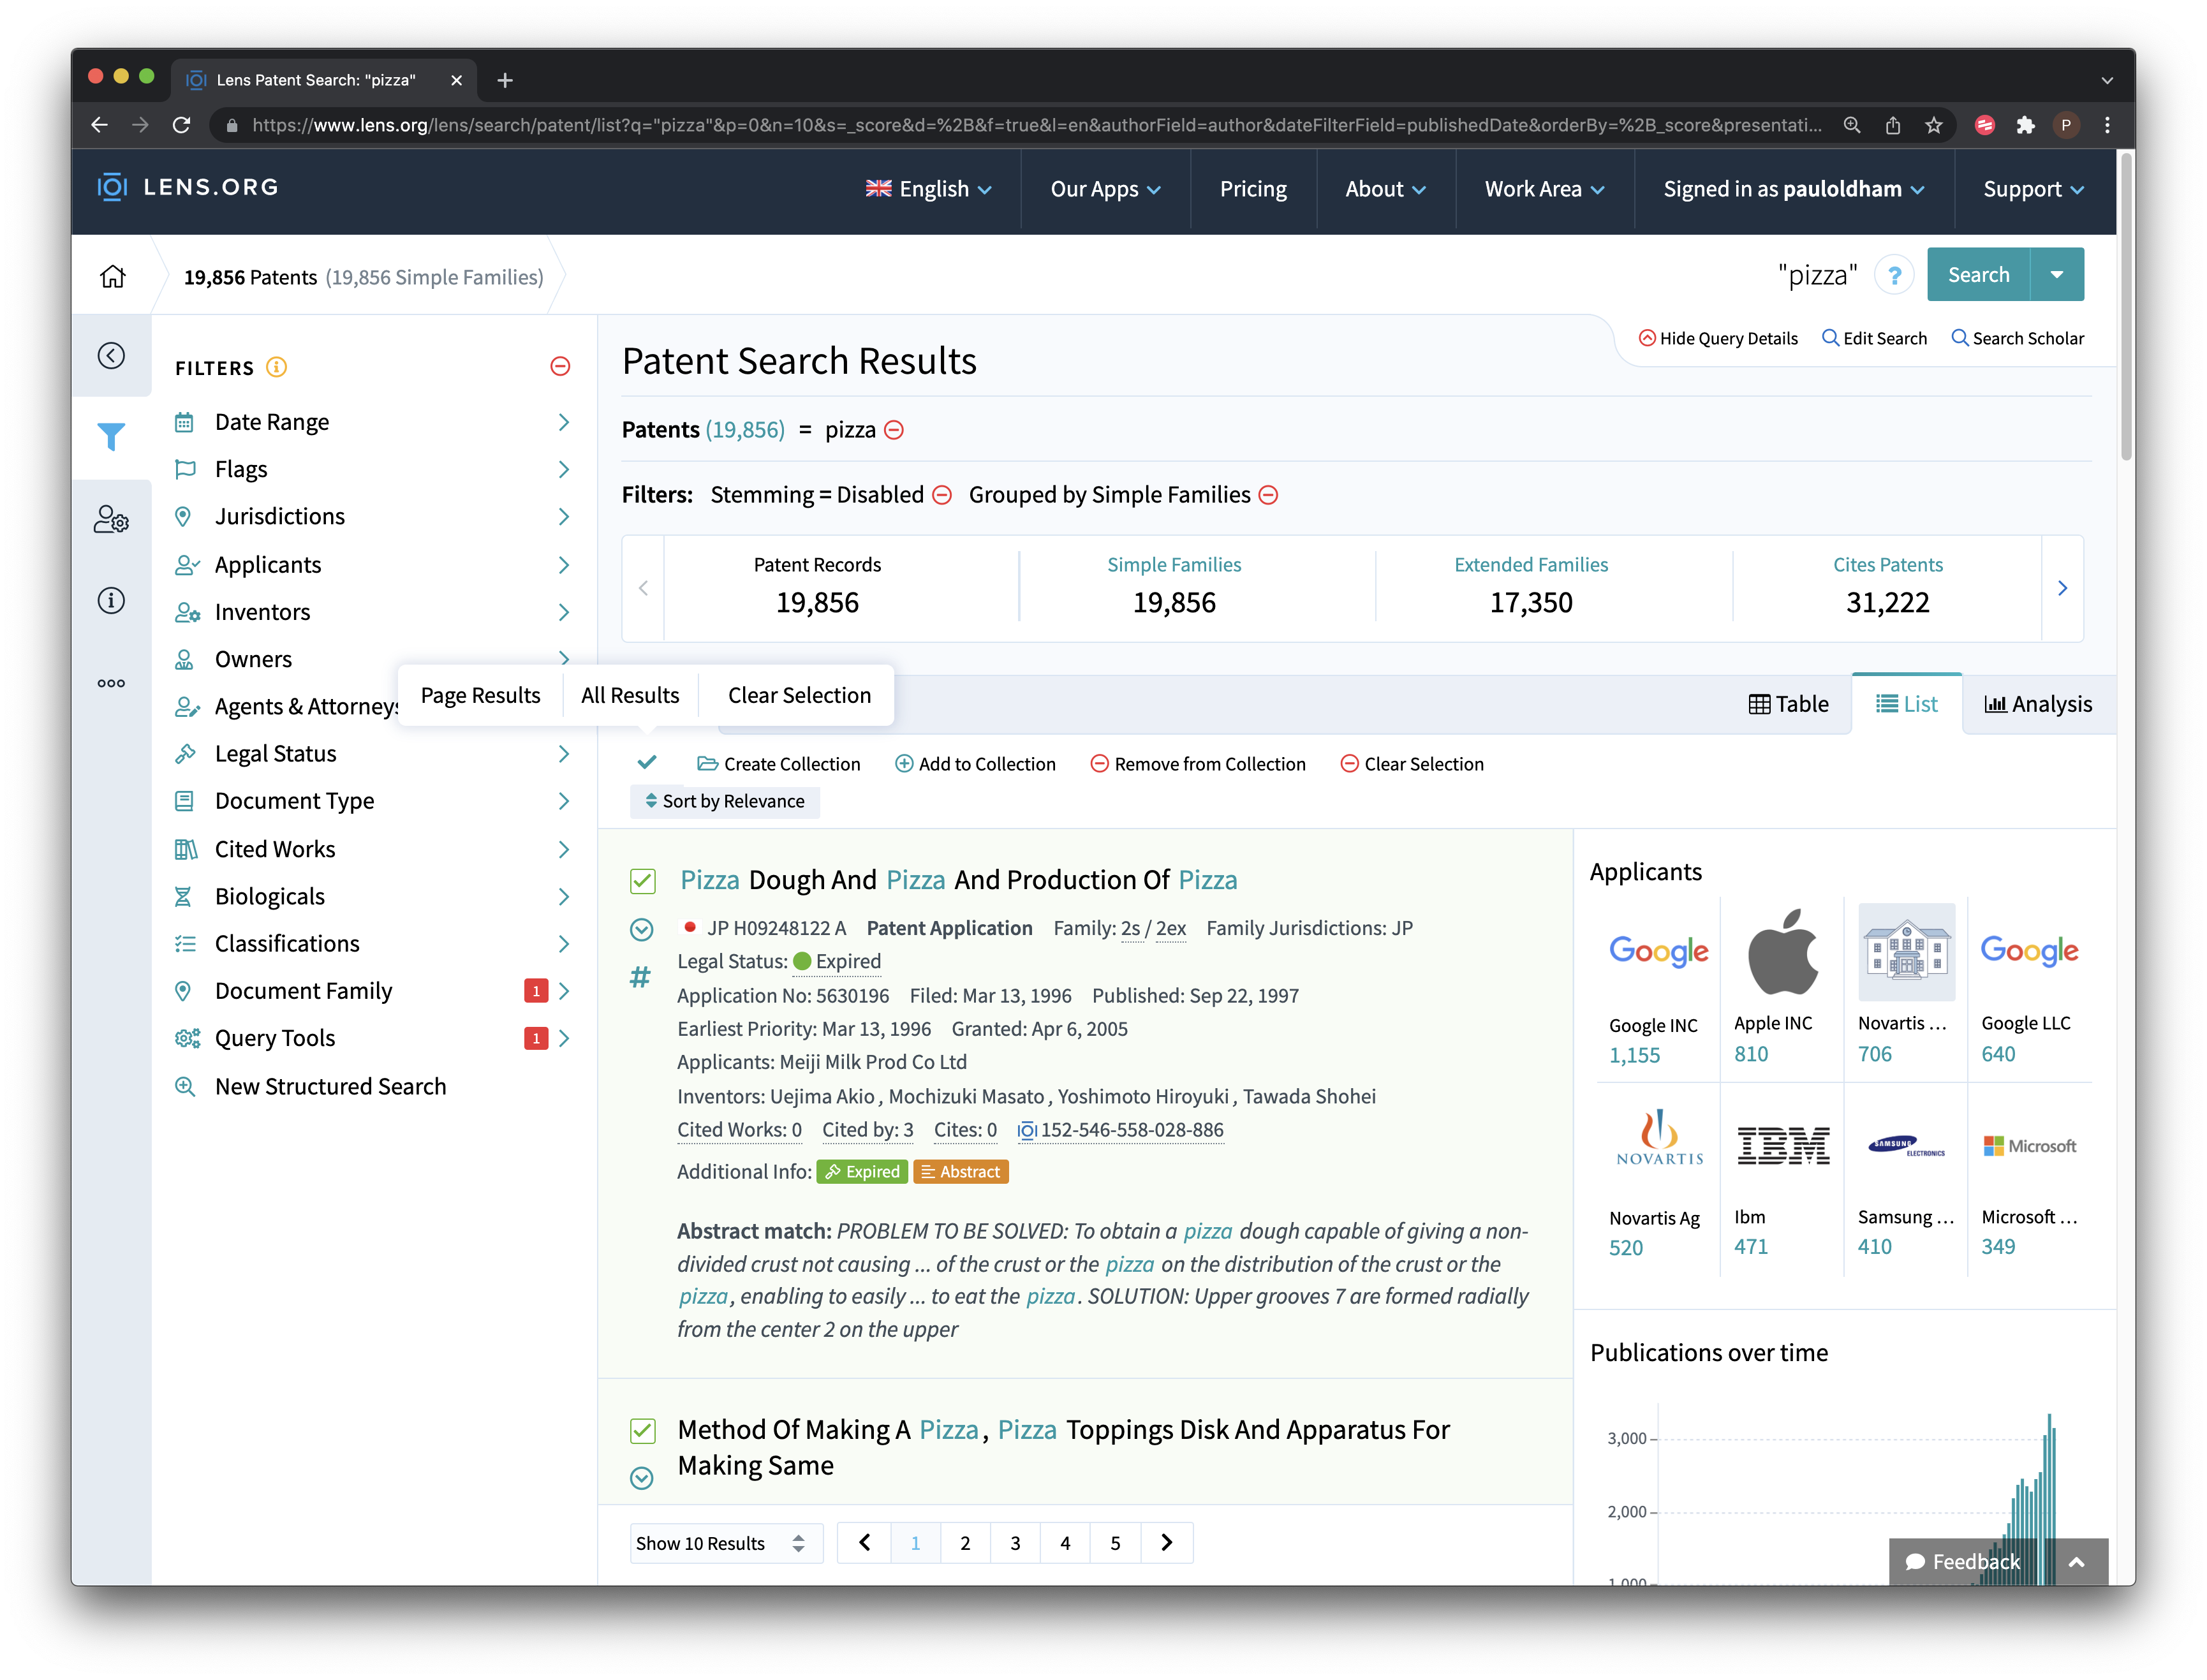 Lens Patent Search: "pizza"
https://www.lens.org/lens/search/patent/list?q="pizza"&p=0&n=10&s=_score&d=%2B&f=true&l=en&authorField=author&dateFilterField=publishedDate&orderBy=%2B_score&presentati...
P
LENS.ORG
English
Our Apps
Pricing
About
Work Area
Signed in as pauloldham
Support
19,856 Patents (19,856 Simple Families)
"pizza"
?
Search
Hide Query Details
Edit Search
Search Scholar
FILTERS
Date Range
Flags
Jurisdictions
Applicants
Inventors
Owners
Agents & Attorneys
Legal Status
Document Type
Cited Works
Biologicals
Classifications
Document Family 1
Query Tools 1
New Structured Search
Patent Search Results
Patents (19,856) = pizza
Filters: Stemming = Disabled Grouped by Simple Families
Patent Records
19,856
Simple Families
19,856
Extended Families
17,350
Cites Patents
31,222
Page Results
All Results
Clear Selection
Table
List
Analysis
Create Collection
Add to Collection
Remove from Collection
Clear Selection
Sort by Relevance
Pizza Dough And Pizza And Production Of Pizza
JP H09248122 A Patent Application Family: 2s / 2ex Family Jurisdictions: JP
Legal Status: Expired
Application No: 5630196 Filed: Mar 13, 1996 Published: Sep 22, 1997
Earliest Priority: Mar 13, 1996 Granted: Apr 6, 2005
Applicants: Meiji Milk Prod Co Ltd
Inventors: Uejima Akio , Mochizuki Masato , Yoshimoto Hiroyuki , Tawada Shohei
Cited Works: 0 Cited by: 3 Cites: 0 152-546-558-028-886
Additional Info: Expired Abstract
Abstract match: PROBLEM TO BE SOLVED: To obtain a pizza dough capable of giving a non-
divided crust not causing ... of the crust or the pizza on the distribution of the crust or the
pizza , enabling to easily ... to eat the pizza . SOLUTION: Upper grooves 7 are formed radially
from the center 2 on the upper
Method Of Making A Pizza , Pizza Toppings Disk And Apparatus For
Making Same
Show 10 Results
1
2
3
4
5
Applicants
Google
Google INC
1,155
Apple INC
810
Novartis ...
706
Google
Google LLC
640
NOVARTIS
Novartis Ag
520
IBM
Ibm
471
SAMSUNG
ELECTRONICS
Samsung ...
410
Microsoft
Microsoft ...
349
Publications over time
3,000
2,000
1,000
Feedback